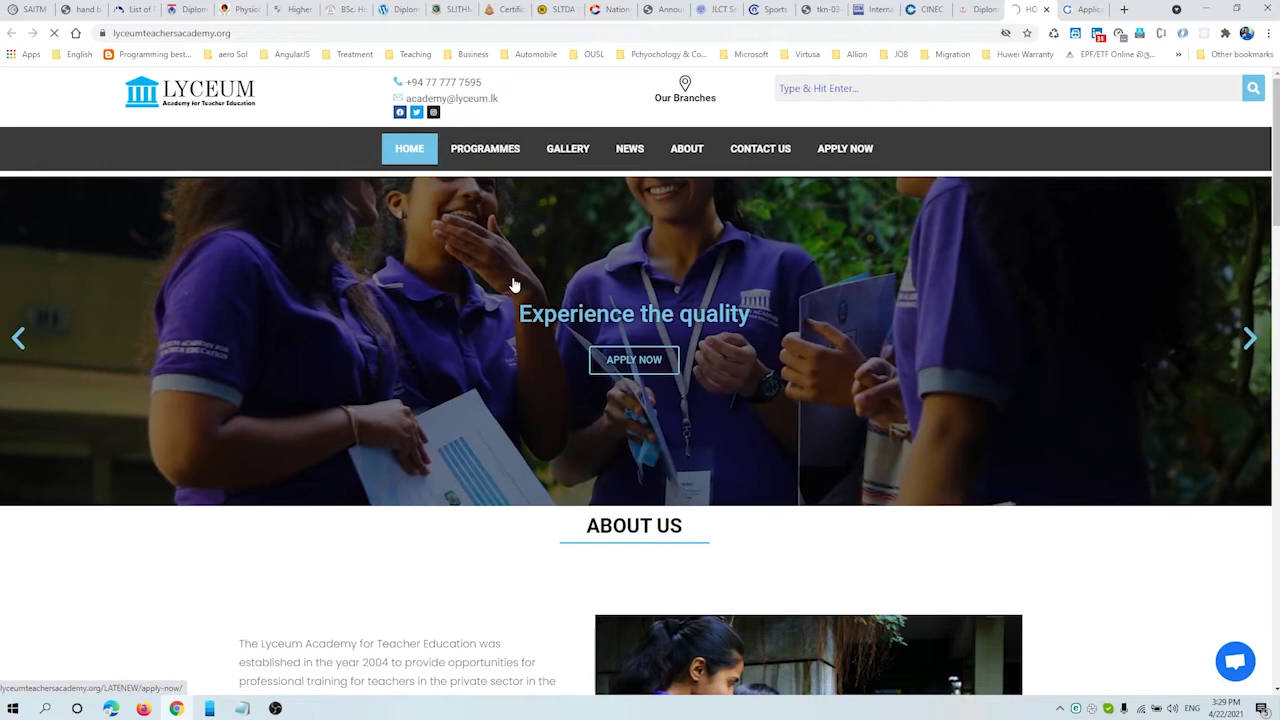 SAITM
hand b
List of
Diplom
Physic
Higher
BSc. H
Diplom
SLITHM
Certific
SLTDA
Nation
Annou
JLCT Sr
Sports
tkn-03-
Interna
CINEC
Diplom
HO
Applica
lyceumteachersacademy.org
Apps
English
Programming best...
aero Sol
AngularJS
Treatment
Teaching
Business
Automobile
OUSL
Pchyochology & Co...
Microsoft
Virtusa
Allion
JOB
Migration
Huwei Warranty
Other bookmarks
LYCEUM
Academy for Teacher Education
+94 77 777 7595
academy@lyceum.lk
Our Branches
Type & Hit Enter...
HOME PROGRAMMES GALLERY NEWS ABOUT CONTACT US APPLY NOW
Experience the quality
APPLY NOW
ABOUT US
The Lyceum Academy for Teacher Education was
established in the year 2004 to provide opportunities for
professional training for teachers in the private sector in the
lyceumteachersacademy.org/LATENEW/apply-now/
ENG
3:29 PM
4/22/2021